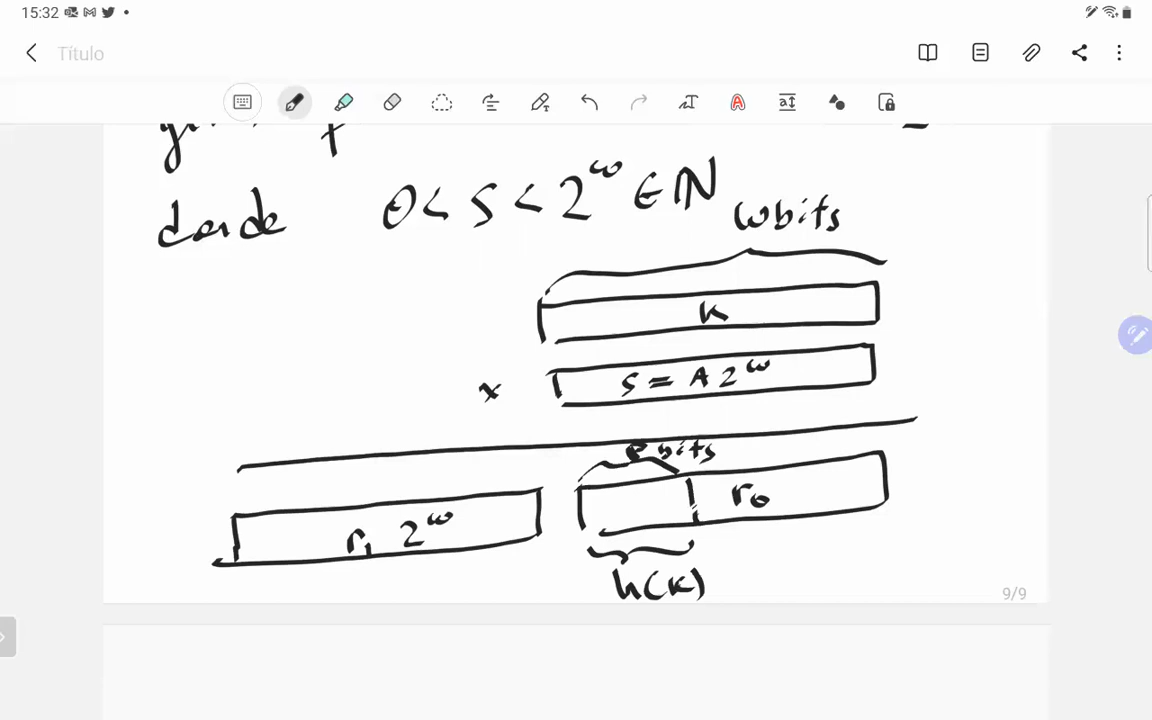 15:32
Título
donde 0 < s < 2^ω ∈ ℕ
ω bits
k
x s = A 2^ω
p bits
r₁ 2^ω r₀
h(k)
9/9